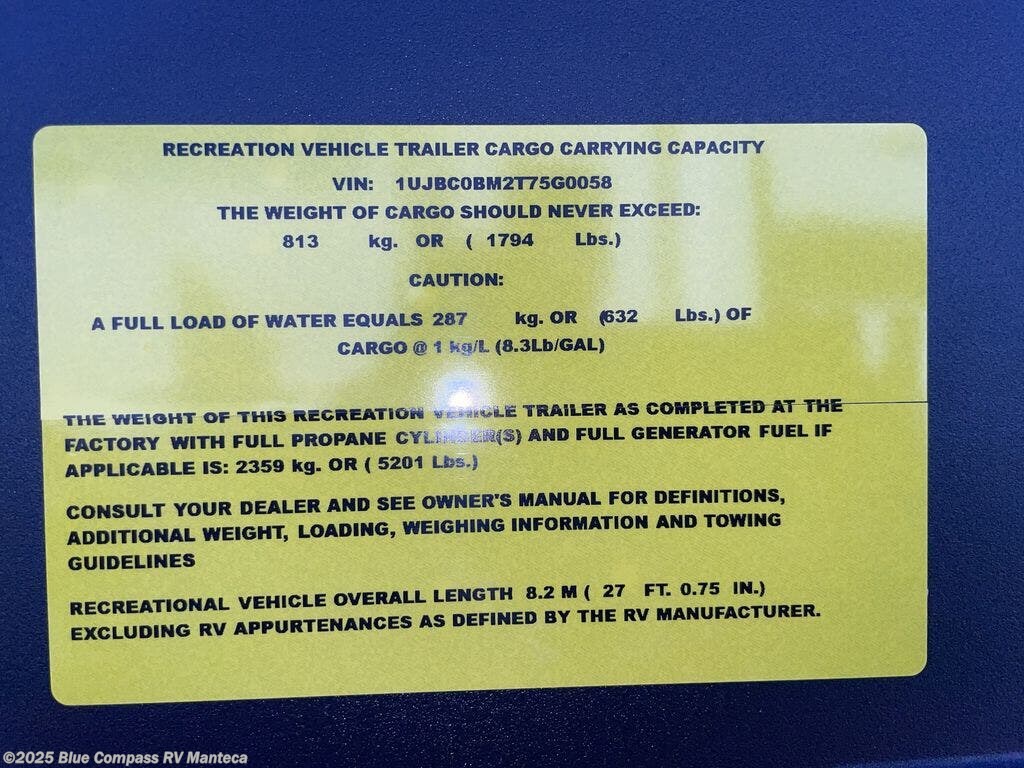 RECREATION VEHICLE TRAILER CARGO CARRYING CAPACITY
VIN: 1UJBC0BM2T75G0058
THE WEIGHT OF CARGO SHOULD NEVER EXCEED:
813 kg. OR ( 1794 Lbs.)
CAUTION:
A FULL LOAD OF WATER EQUALS 287 kg. OR (632 Lbs.) OF
CARGO @ 1 kg/L (8.3Lb/GAL)
THE WEIGHT OF THIS RECREATION VEHICLE TRAILER AS COMPLETED AT THE
FACTORY WITH FULL PROPANE CYLINDER(S) AND FULL GENERATOR FUEL IF
APPLICABLE IS: 2359 kg. OR ( 5201 Lbs.)
CONSULT YOUR DEALER AND SEE OWNER'S MANUAL FOR DEFINITIONS,
ADDITIONAL WEIGHT, LOADING, WEIGHING INFORMATION AND TOWING
GUIDELINES
RECREATIONAL VEHICLE OVERALL LENGTH 8.2 M ( 27 FT. 0.75 IN.)
EXCLUDING RV APPURTENANCES AS DEFINED BY THE RV MANUFACTURER.
©2025 Blue Compass RV Manteca